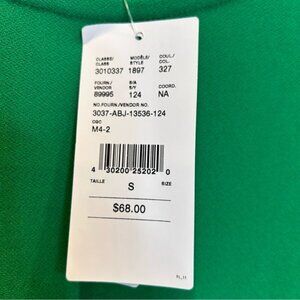 CLASSE/ MODÈLE/ COUL./
CLASS STYLE COL.
3010337 1897 327
FOURN./ S/A COORD.
VENDOR S/Y
89995 124 NA
NO.FOURN./VENDOR NO.
3037-ABJ-13536-124
CGC
M4-2
4 30200 25202 0
TAILLE S SIZE
$68.00